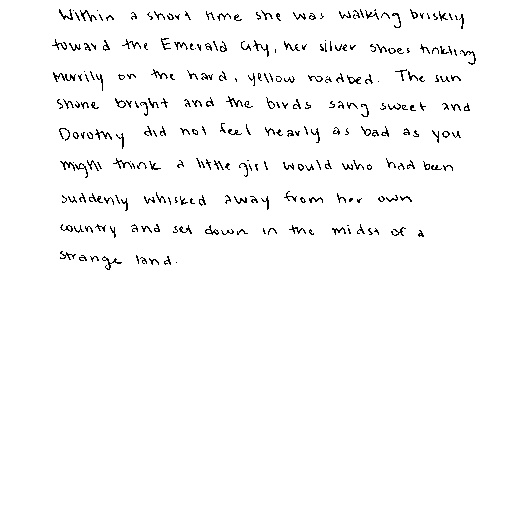 Within a short time she was walking briskly
toward the Emerald City, her silver shoes tinkling
merrily on the hard, yellow roadbed. The sun
shone bright and the birds sang sweet and
Dorothy did not feel nearly as bad as you
might think a little girl would who had been
suddenly whisked away from her own
country and set down in the midst of a
strange land.